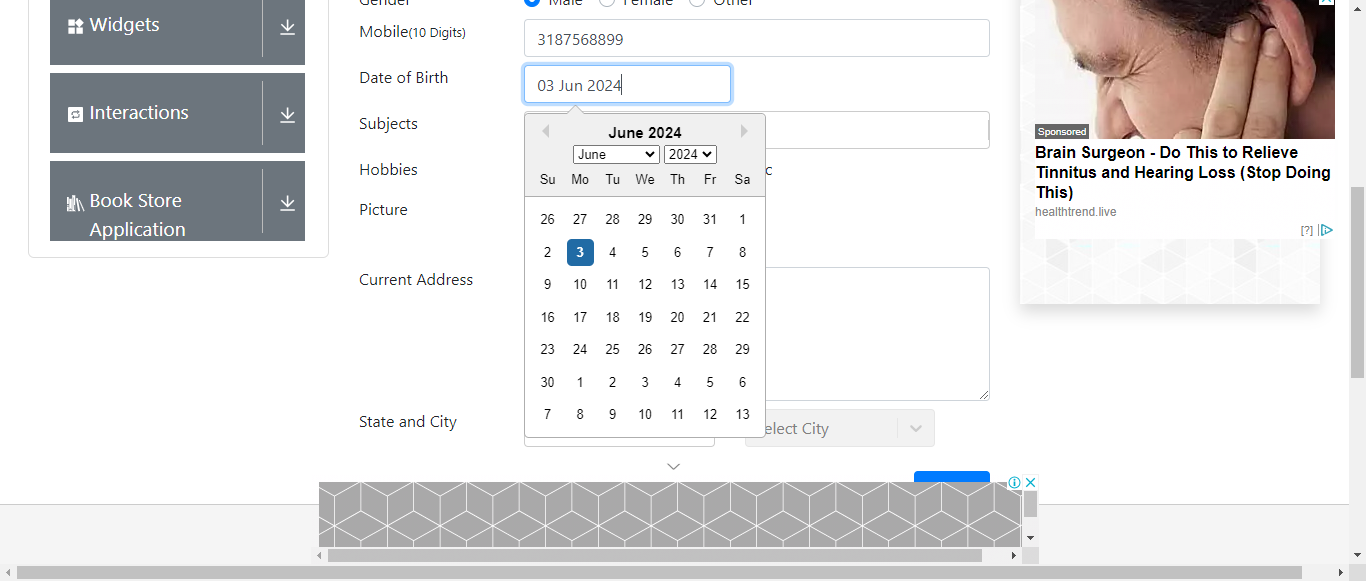 Widgets
Interactions
Book Store
Application
Gender
Male
Female
Other
Mobile(10 Digits)
3187568899
Date of Birth
03 Jun 2024
Subjects
Hobbies
c
Picture
Current Address
State and City
elect City
June 2024
June
2024
Su Mo Tu We Th Fr Sa
26 27 28 29 30 31 1
2 3 4 5 6 7 8
9 10 11 12 13 14 15
16 17 18 19 20 21 22
23 24 25 26 27 28 29
30 1 2 3 4 5 6
7 8 9 10 11 12 13
Sponsored
Brain Surgeon - Do This to Relieve
Tinnitus and Hearing Loss (Stop Doing
This)
healthtrend.live
[?]